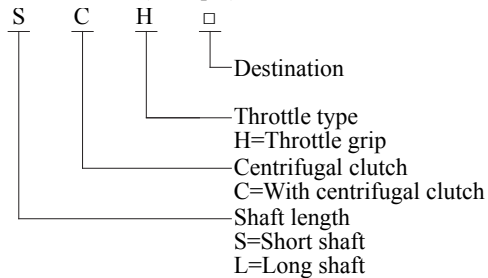 S C H □
Destination
Throttle type
H=Throttle grip
Centrifugal clutch
C=With centrifugal clutch
Shaft length
S=Short shaft
L=Long shaft